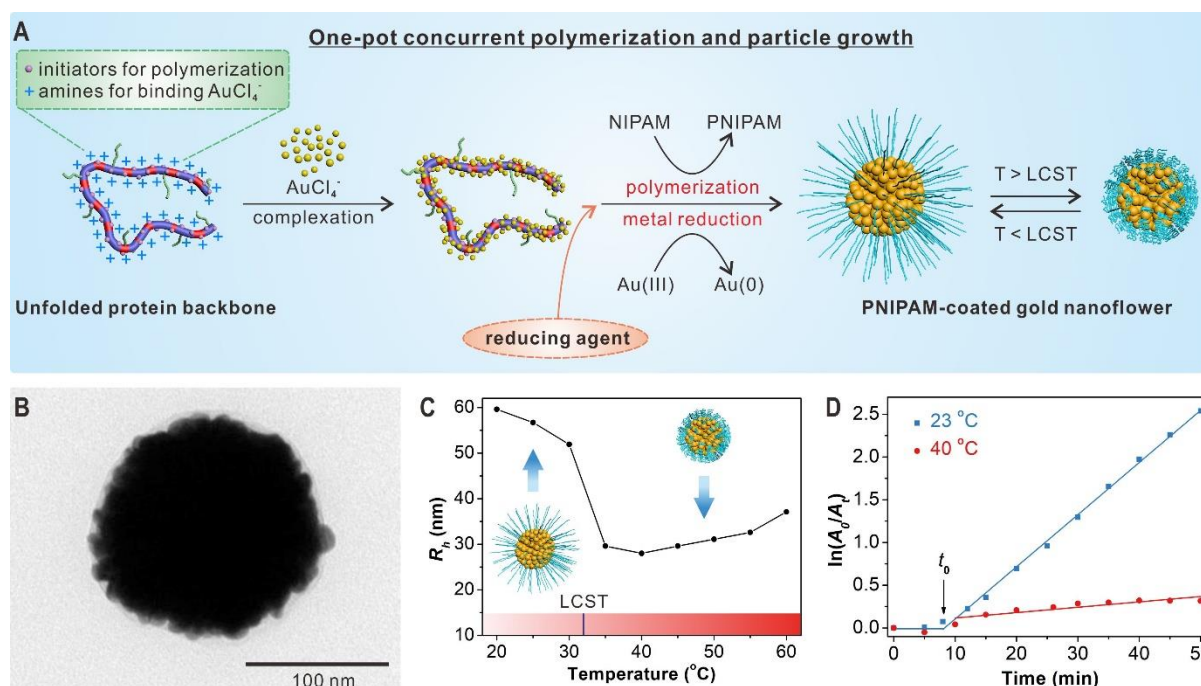 A
One-pot concurrent polymerization and particle growth
initiators for polymerization
+ amines for binding AuCl₄⁻
AuCl₄⁻
complexation
NIPAM PNIPAM
polymerization
metal reduction
Au(III) Au(0)
T > LCST
T < LCST
Unfolded protein backbone
reducing agent
PNIPAM-coated gold nanoflower
B
100 nm
C
Rₕ (nm)
60
50
40
30
20
10
LCST
20 30 40 50 60
Temperature (°C)
D
23 °C
40 °C
ln(A₀/Aₜ)
2.5
2.0
1.5
1.0
0.5
0.0
t₀
0 10 20 30 40 50
Time (min)